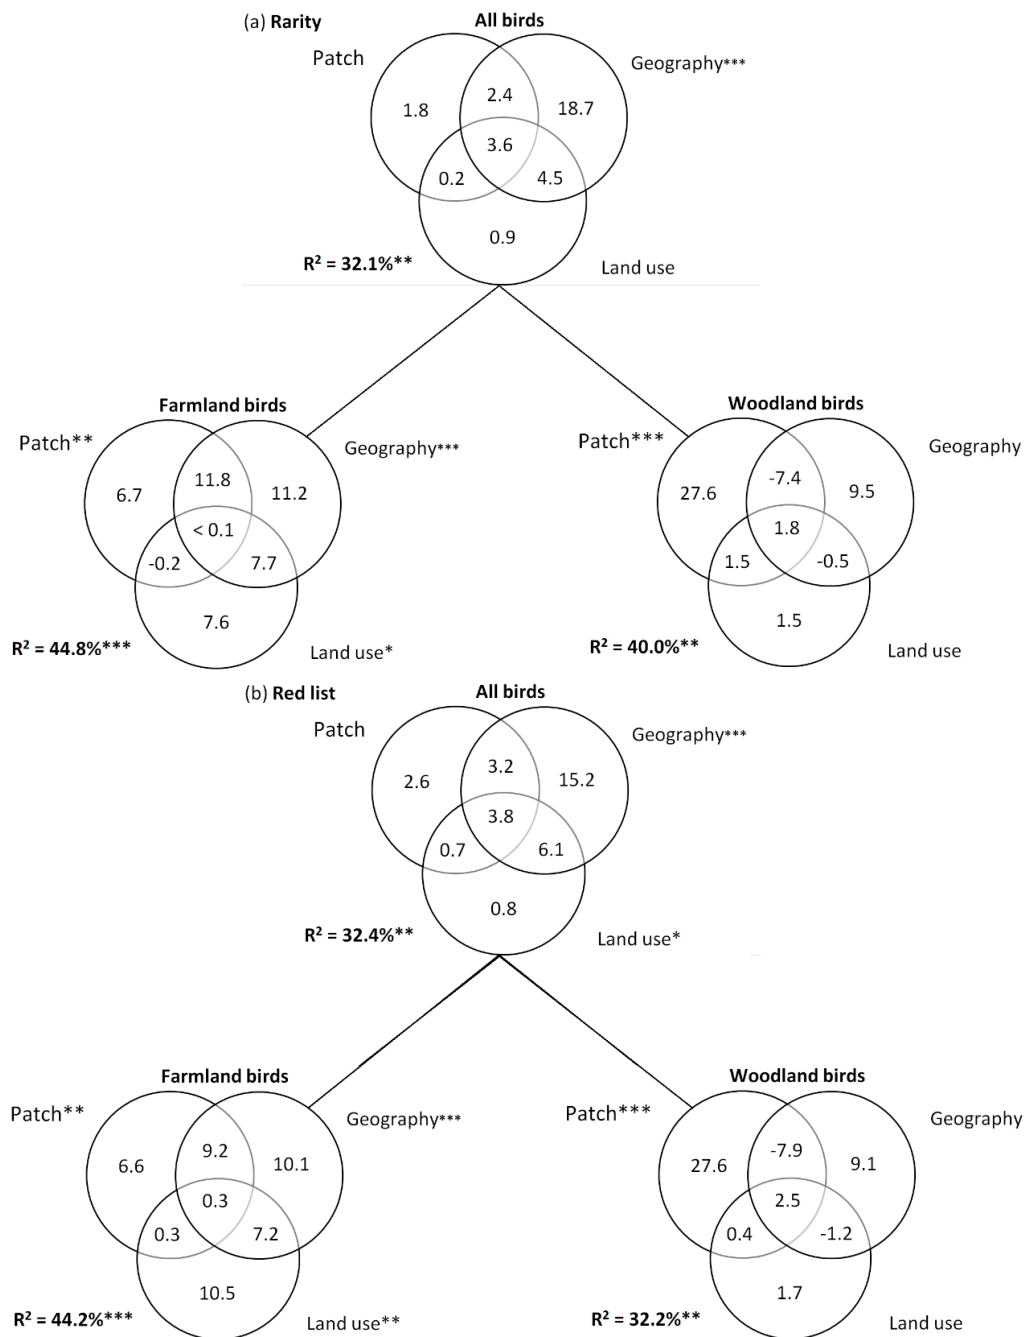 (a) Rarity
All birds
Patch
Geography***
1.8
2.4
18.7
3.6
0.2
4.5
0.9
R² = 32.1%**
Land use
Farmland birds
Patch**
Geography***
6.7
11.8
11.2
< 0.1
-0.2
7.7
7.6
R² = 44.8%***
Land use*
Woodland birds
Patch***
Geography
27.6
-7.4
9.5
1.8
1.5
-0.5
1.5
R² = 40.0%**
Land use
(b) Red list
All birds
Patch
Geography***
2.6
3.2
15.2
3.8
0.7
6.1
0.8
R² = 32.4%**
Land use*
Farmland birds
Patch**
Geography***
6.6
9.2
10.1
0.3
0.3
7.2
10.5
R² = 44.2%***
Land use**
Woodland birds
Patch***
Geography
27.6
-7.9
9.1
2.5
0.4
-1.2
1.7
R² = 32.2%**
Land use